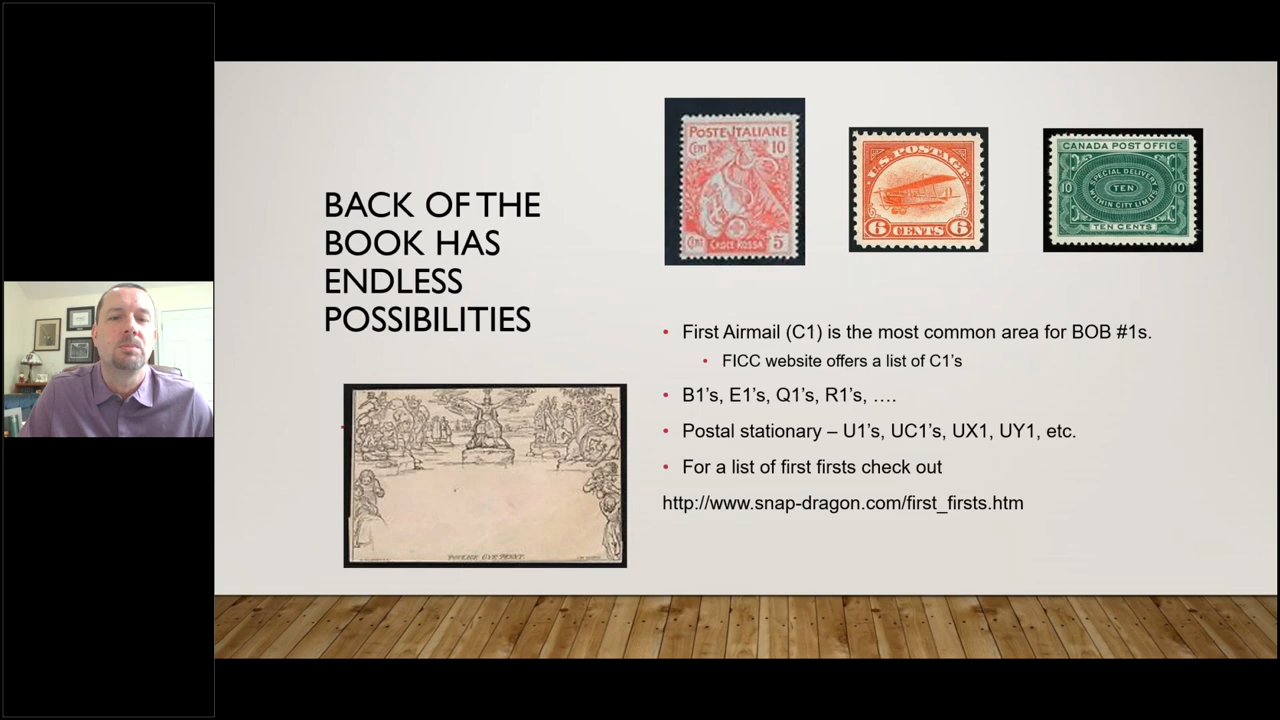 BACK OF THE
BOOK HAS
ENDLESS
POSSIBILITIES
POSTE ITALIANE
CENT 10
CENT CROCE ROSSA 5
U.S. POSTAGE
6 CENTS 6
CANADA POST OFFICE
SPECIAL DELIVERY
10 TEN 10
WITHIN CITY LIMITS
TEN CENTS
• First Airmail (C1) is the most common area for BOB #1s.
• FICC website offers a list of C1’s
• B1’s, E1’s, Q1’s, R1’s, ….
• Postal stationary – U1’s, UC1’s, UX1, UY1, etc.
• For a list of first firsts check out
http://www.snap-dragon.com/first_firsts.htm
POSTAGE ONE PENNY.